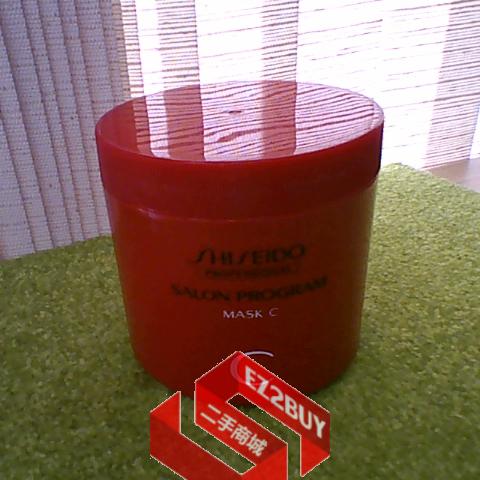 SHISEIDO
PROFESSIONAL
SALON PROGRAM
MASK C
C
EZ2BUY
二手商城